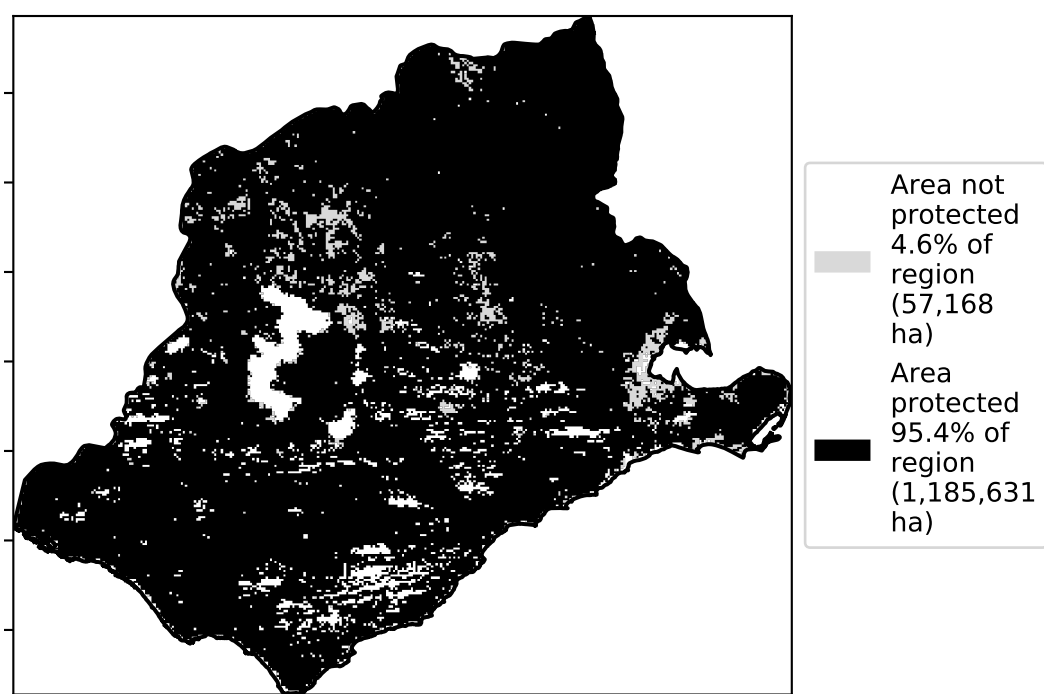 Area not
protected
4.6% of
region
(57,168
ha)
Area
protected
95.4% of
region
(1,185,631
ha)